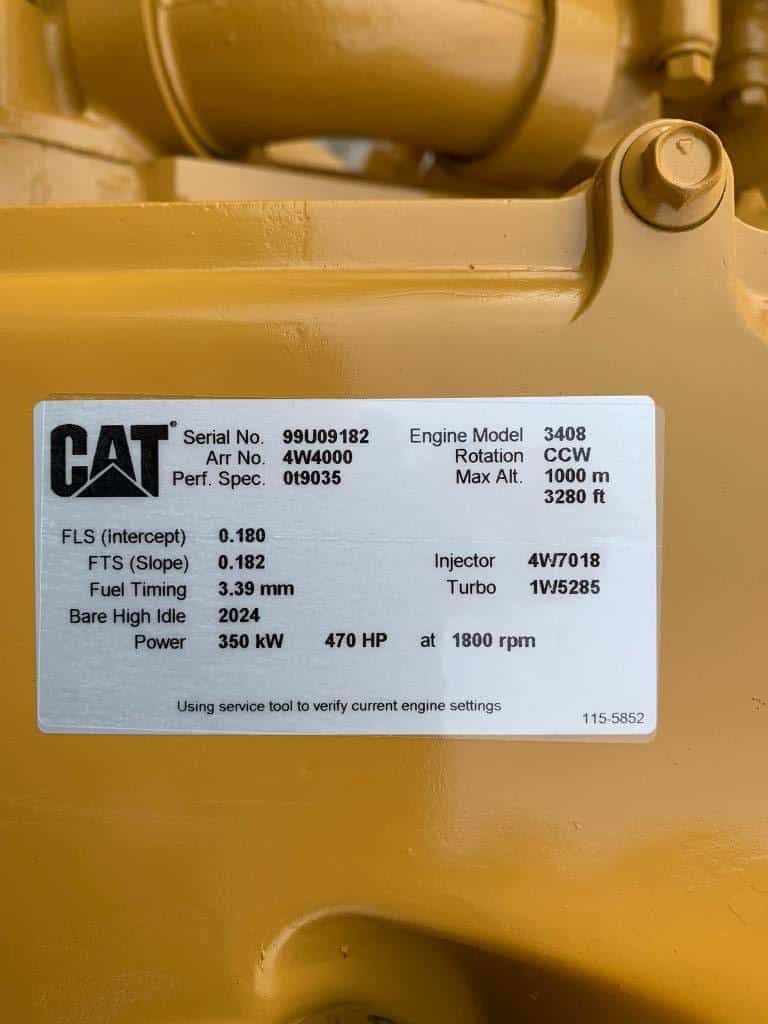 CAT®
Serial No. 99U09182 Engine Model 3408
Arr No. 4W4000 Rotation CCW
Perf. Spec. 0t9035 Max Alt. 1000 m
3280 ft
FLS (intercept) 0.180
FTS (Slope) 0.182 Injector 4W7018
Fuel Timing 3.39 mm Turbo 1W5285
Bare High Idle 2024
Power 350 kW 470 HP at 1800 rpm
Using service tool to verify current engine settings
115-5852